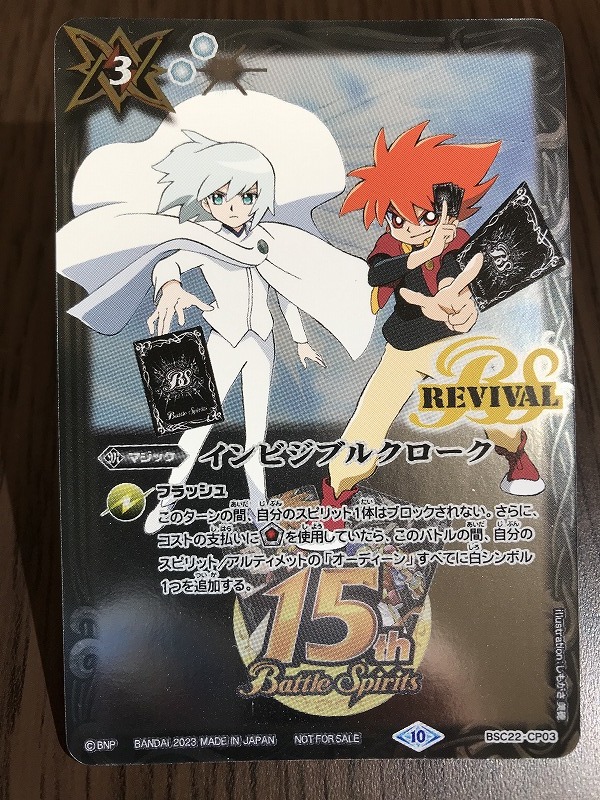 3
BS
Battle Spirits
BS
REVIVAL
マジック インビジブルクローク
フラッシュ
このターンの間、自分のスピリット1体はブロックされない。さらに、
コストの支払いに を使用していたら、このバトルの間、自分の
スピリット/アルティメットの「オーディーン」すべてに白シンボル
1つを追加する。
15th
Battle Spirits
©BNP BANDAI 2023 MADE IN JAPAN NOT FOR SALE
10
BSC22-CP03